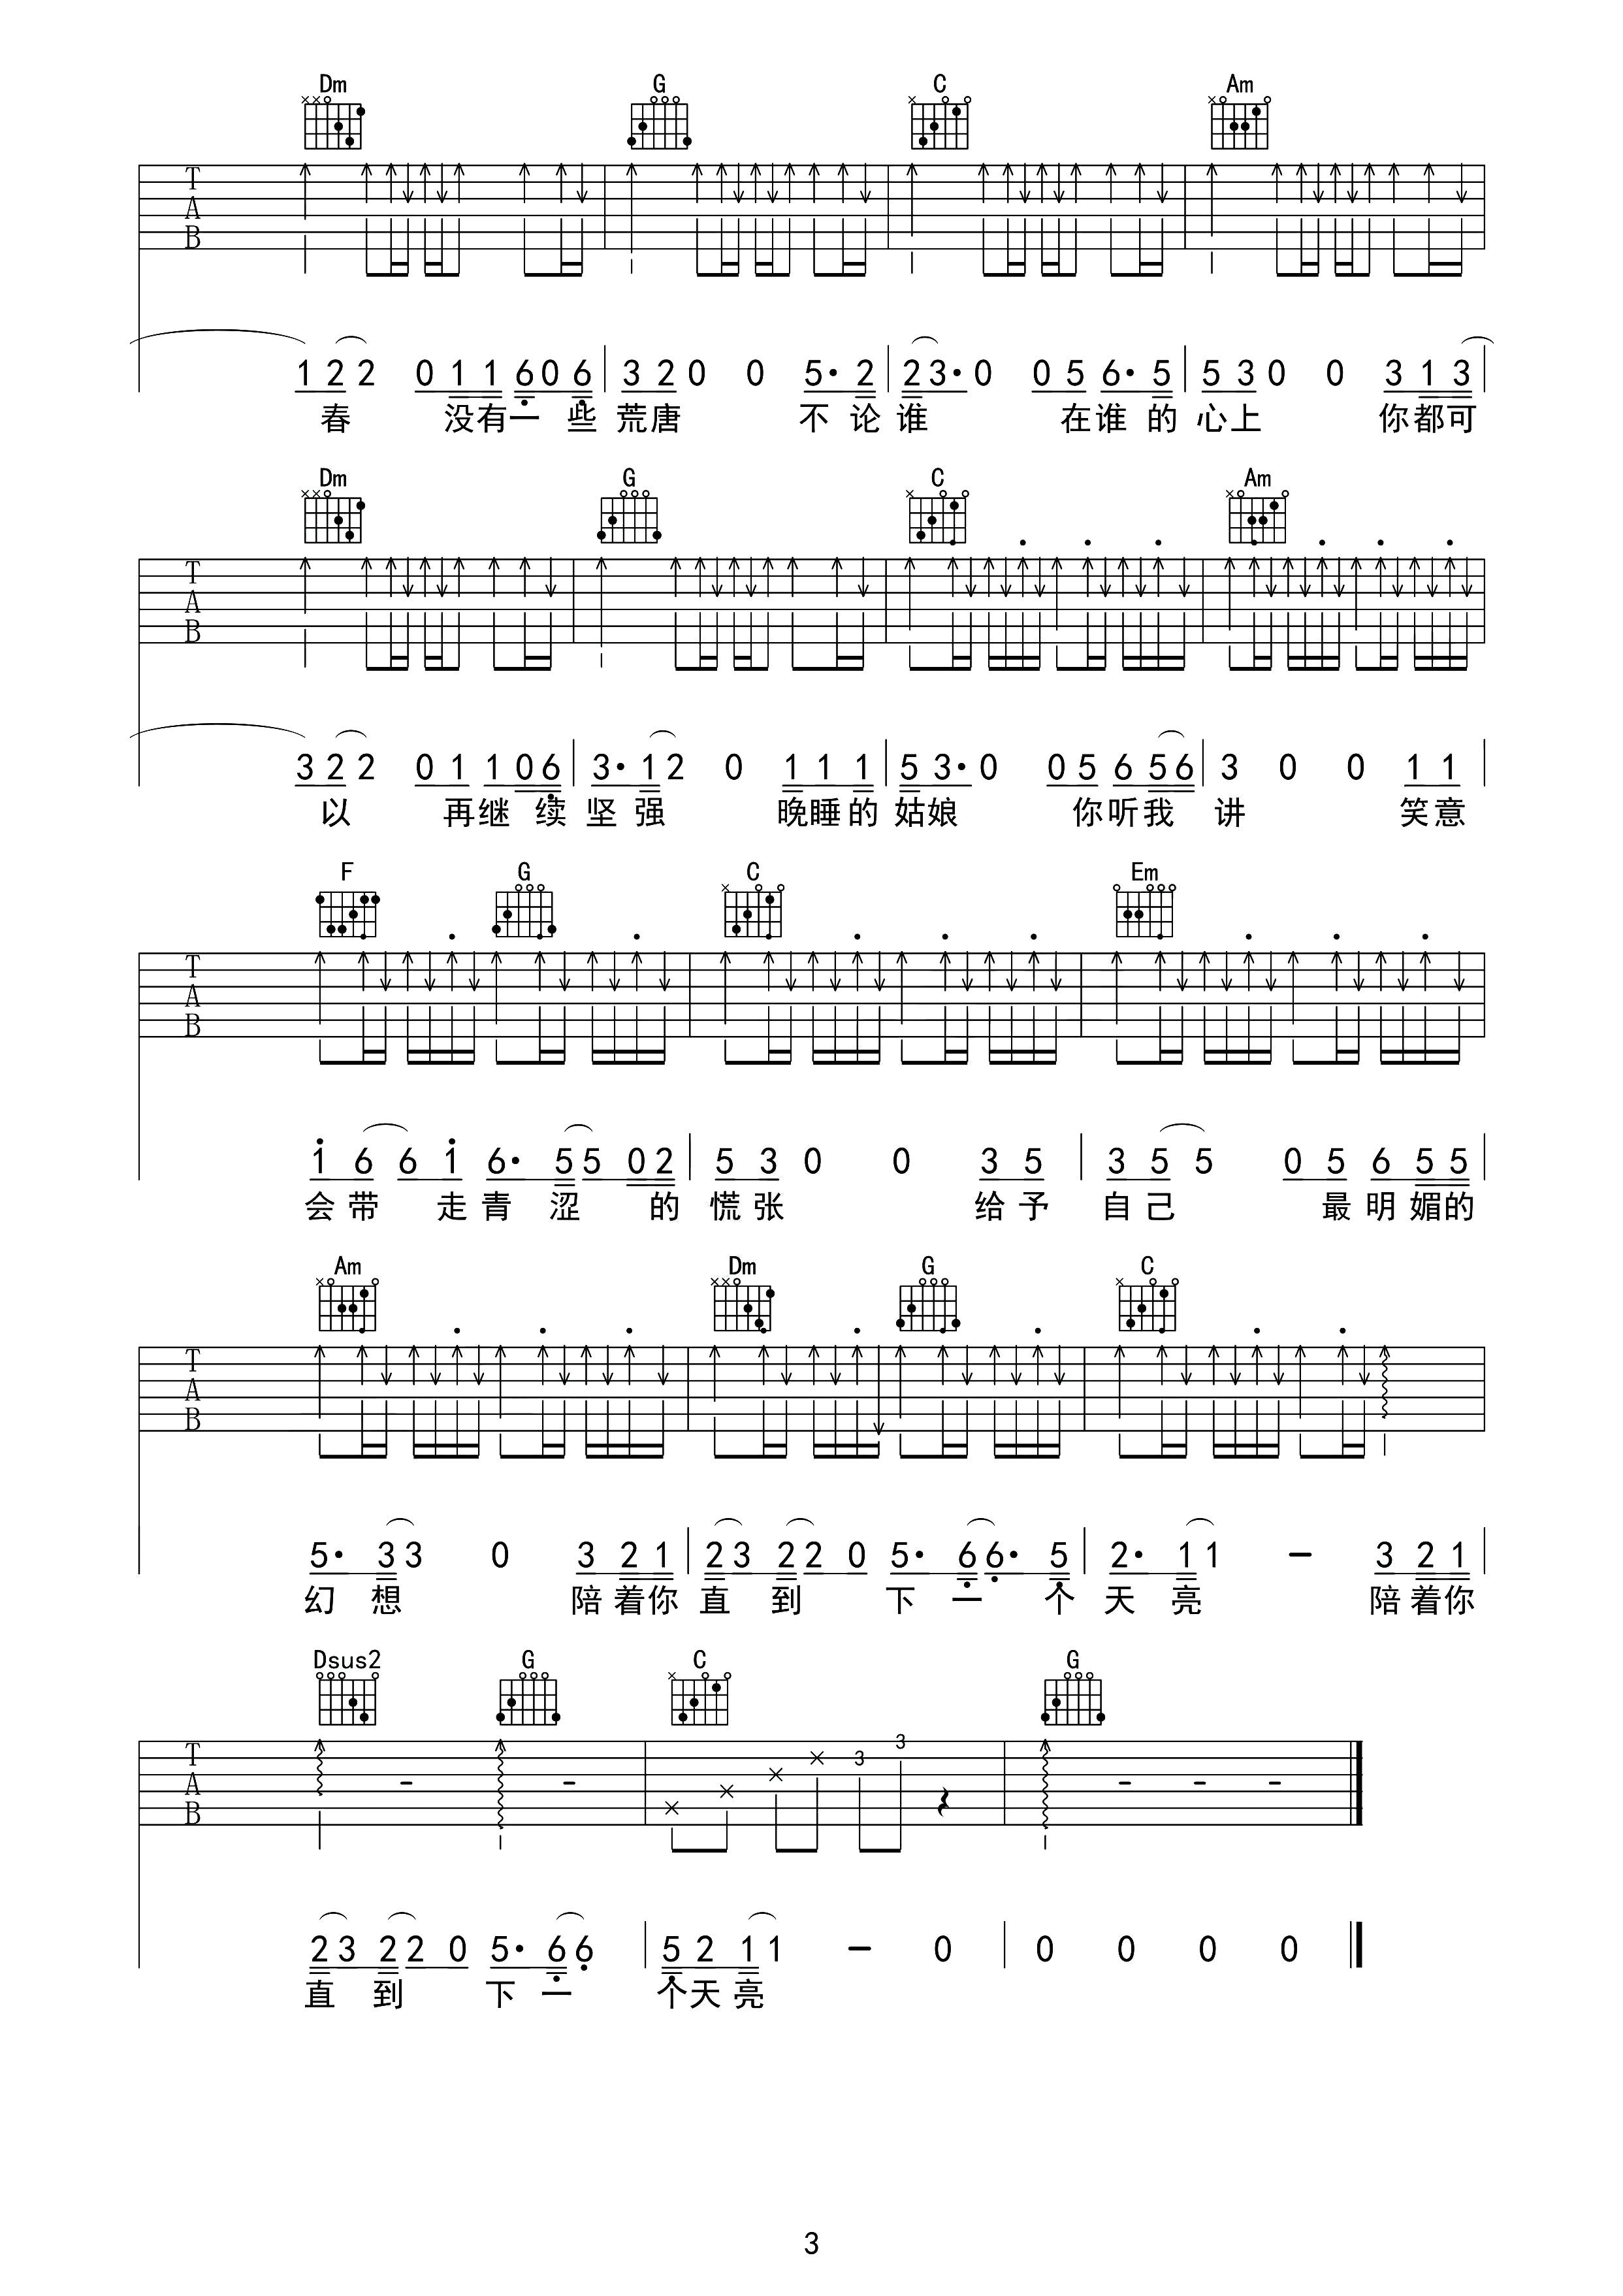 Dm G C Am
T
A
B
1 2 2 0 1 1 6 0 6 3 2 0 0 5· 2 2 3· 0 0 5 6· 5 5 3 0 0 3 1 3
春 没有一 些 荒唐 不 论 谁 在谁 的 心上 你都可
Dm G C Am
T
A
B
3 2 2 0 1 1 0 6 3· 1 2 0 1 1 1 5 3· 0 0 5 6 5 6 3 0 0 1 1
以 再继 续 坚 强 晚睡的 姑娘 你听我 讲 笑意
F G C Em
T
A
B
1 6 6 1 6· 5 5 0 2 5 3 0 0 3 5 3 5 5 0 5 6 5 5
会 带 走 青 涩 的 慌 张 给 予 自 己 最 明 媚的
Am Dm G C
T
A
B
5· 3 3 0 3 2 1 2 3 2 2 0 5· 6 6· 5 2· 1 1 – 3 2 1
幻 想 陪 着你 直 到 下 一 个 天 亮 陪 着你
Dsus2 G C G
T
A
B
3 3
2 3 2 2 0 5· 6 6 5 2 1 1 – 0 0 0 0 0
直 到 下 一 个天 亮
3